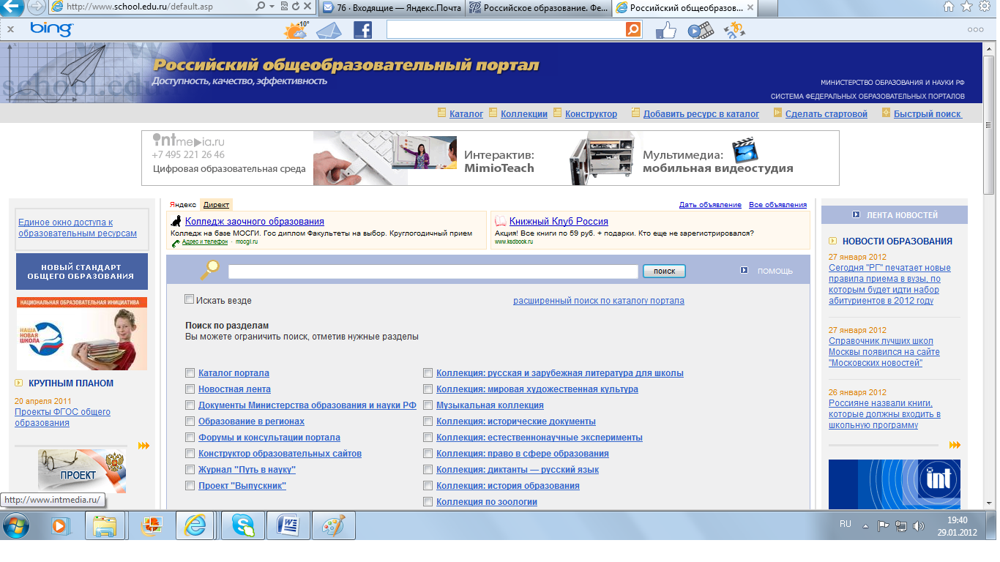 http://www.school.edu.ru/default.asp
76 · Входящие — Яндекс.Почта
Российское образование. Фе...
Российский общеобразов...
x bing +10°
school.edu.
Российский общеобразовательный портал
Доступность, качество, эффективность
МИНИСТЕРСТВО ОБРАЗОВАНИЯ И НАУКИ РФ
СИСТЕМА ФЕДЕРАЛЬНЫХ ОБРАЗОВАТЕЛЬНЫХ ПОРТАЛОВ
Каталог Коллекции Конструктор Добавить ресурс в каталог Сделать стартовой Быстрый поиск
intmedia.ru
+7 495 221 26 46
Цифровая образовательная среда
Интерактив:
MimioTeach
Мультимедиа:
мобильная видеостудия
Единое окно доступа к
образовательным ресурсам
НОВЫЙ СТАНДАРТ
ОБЩЕГО ОБРАЗОВАНИЯ
НАЦИОНАЛЬНАЯ ОБРАЗОВАТЕЛЬНАЯ ИНИЦИАТИВА
НАША
НОВАЯ
ШКОЛА
КРУПНЫМ ПЛАНОМ
20 апреля 2011
Проекты ФГОС общего
образования
ПРОЕКТ
http://www.intmedia.ru/
Яндекс Директ
Дать объявление Все объявления
Колледж заочного образования
Колледж на базе МОСГИ. Гос диплом Факультеты на выбор. Круглогодичный прием
Адрес и телефон · mocgli.ru
Книжный Клуб Россия
Акция! Все книги по 59 руб. + подарки. Кто еще не зарегистрировался?
www.ksdbook.ru
поиск
ПОМОЩЬ
Искать везде
расширенный поиск по каталогу портала
Поиск по разделам
Вы можете ограничить поиск, отметив нужные разделы
Каталог портала
Новостная лента
Документы Министерства образования и науки РФ
Образование в регионах
Форумы и консультации портала
Конструктор образовательных сайтов
Журнал "Путь в науку"
Проект "Выпускник"
Коллекция: русская и зарубежная литература для школы
Коллекция: мировая художественная культура
Музыкальная коллекция
Коллекция: исторические документы
Коллекция: естественнонаучные эксперименты
Коллекция: право в сфере образования
Коллекция: диктанты — русский язык
Коллекция: история образования
Коллекция по зоологии
ЛЕНТА НОВОСТЕЙ
НОВОСТИ ОБРАЗОВАНИЯ
27 января 2012
Сегодня "РГ" печатает новые
правила приема в вузы, по
которым будет идти набор
абитуриентов в 2012 году
27 января 2012
Справочник лучших школ
Москвы появился на сайте
"Московских новостей"
26 января 2012
Россияне назвали книги,
которые должны входить в
школьную программу
int
RU
19:40
29.01.2012